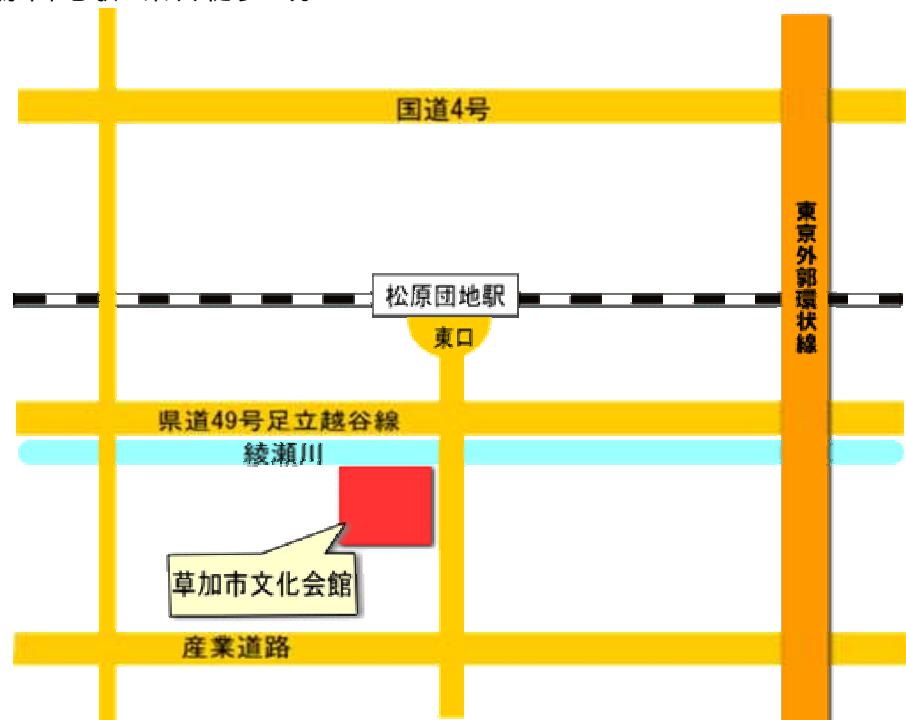 国道4号
東京外郭環状線
松原団地駅
東口
県道49号足立越谷線
綾瀬川
草加市文化会館
産業道路